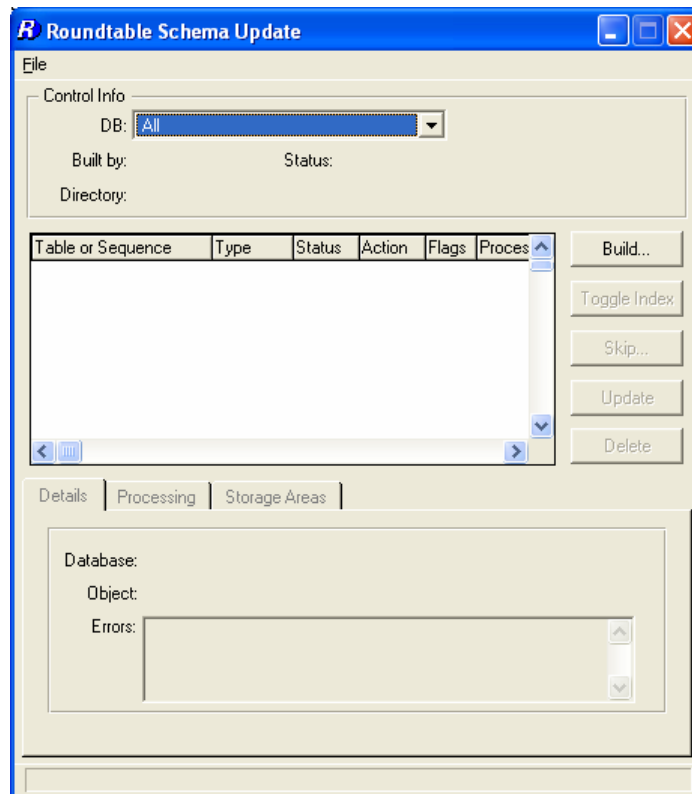 R Roundtable Schema Update
File
Control Info
DB: All
Built by: Status:
Directory:
Table or Sequence Type Status Action Flags Proces
Build...
Toggle Index
Skip...
Update
Delete
Details Processing Storage Areas
Database:
Object:
Errors: